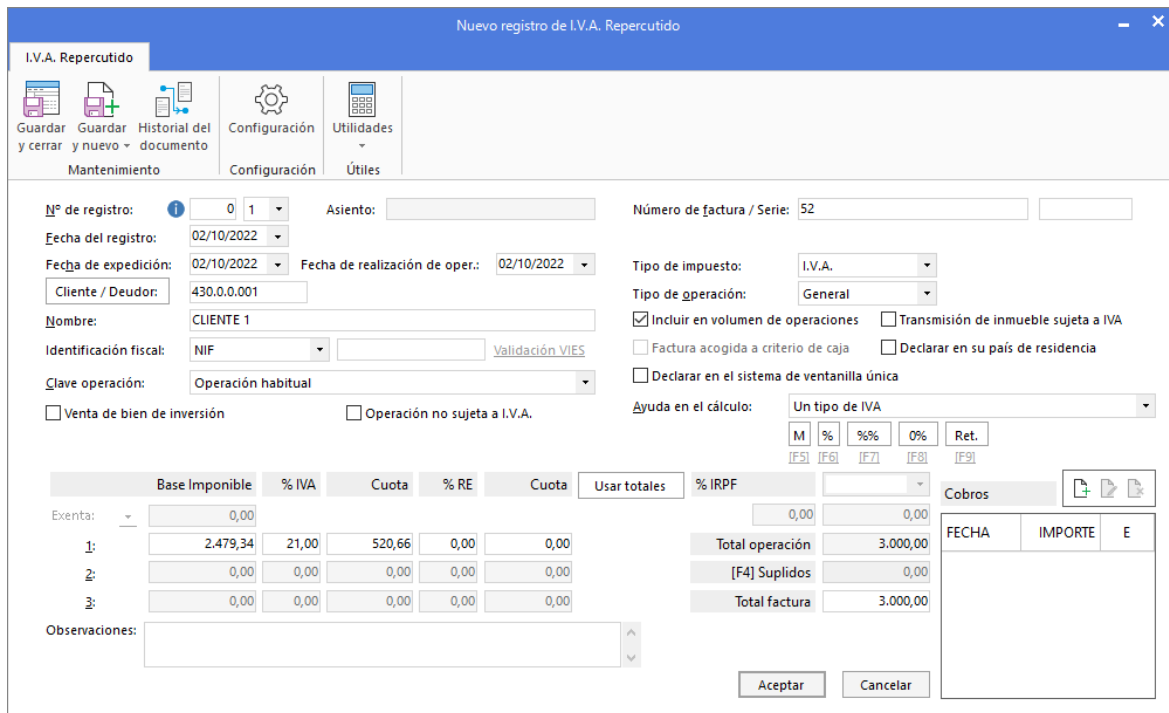 Nuevo registro de I.V.A. Repercutido
I.V.A. Repercutido
Guardar y cerrar
Guardar y nuevo
Historial del documento
Configuración
Utilidades
Mantenimiento
Configuración
Útiles
Nº de registro: 0 1 Asiento: Número de factura / Serie: 52
Fecha del registro: 02/10/2022
Fecha de expedición: 02/10/2022 Fecha de realización de oper.: 02/10/2022 Tipo de impuesto: I.V.A.
Cliente / Deudor: 430.0.0.001 Tipo de operación: General
Nombre: CLIENTE 1 Incluir en volumen de operaciones Transmisión de inmueble sujeta a IVA
Identificación fiscal: NIF Validación VIES Factura acogida a criterio de caja Declarar en su país de residencia
Clave operación: Operación habitual Declarar en el sistema de ventanilla única
Venta de bien de inversión Operación no sujeta a I.V.A. Ayuda en el cálculo: Un tipo de IVA
M % %% 0% Ret.
[F5] [F6] [F7] [F8] [F9]
Base Imponible % IVA Cuota % RE Cuota Usar totales % IRPF Cobros
Exenta: 0,00 0,00 0,00 FECHA IMPORTE E
1: 2.479,34 21,00 520,66 0,00 0,00 Total operación 3.000,00
2: 0,00 0,00 0,00 0,00 0,00 [F4] Suplidos 0,00
3: 0,00 0,00 0,00 0,00 0,00 Total factura 3.000,00
Observaciones:
Aceptar Cancelar